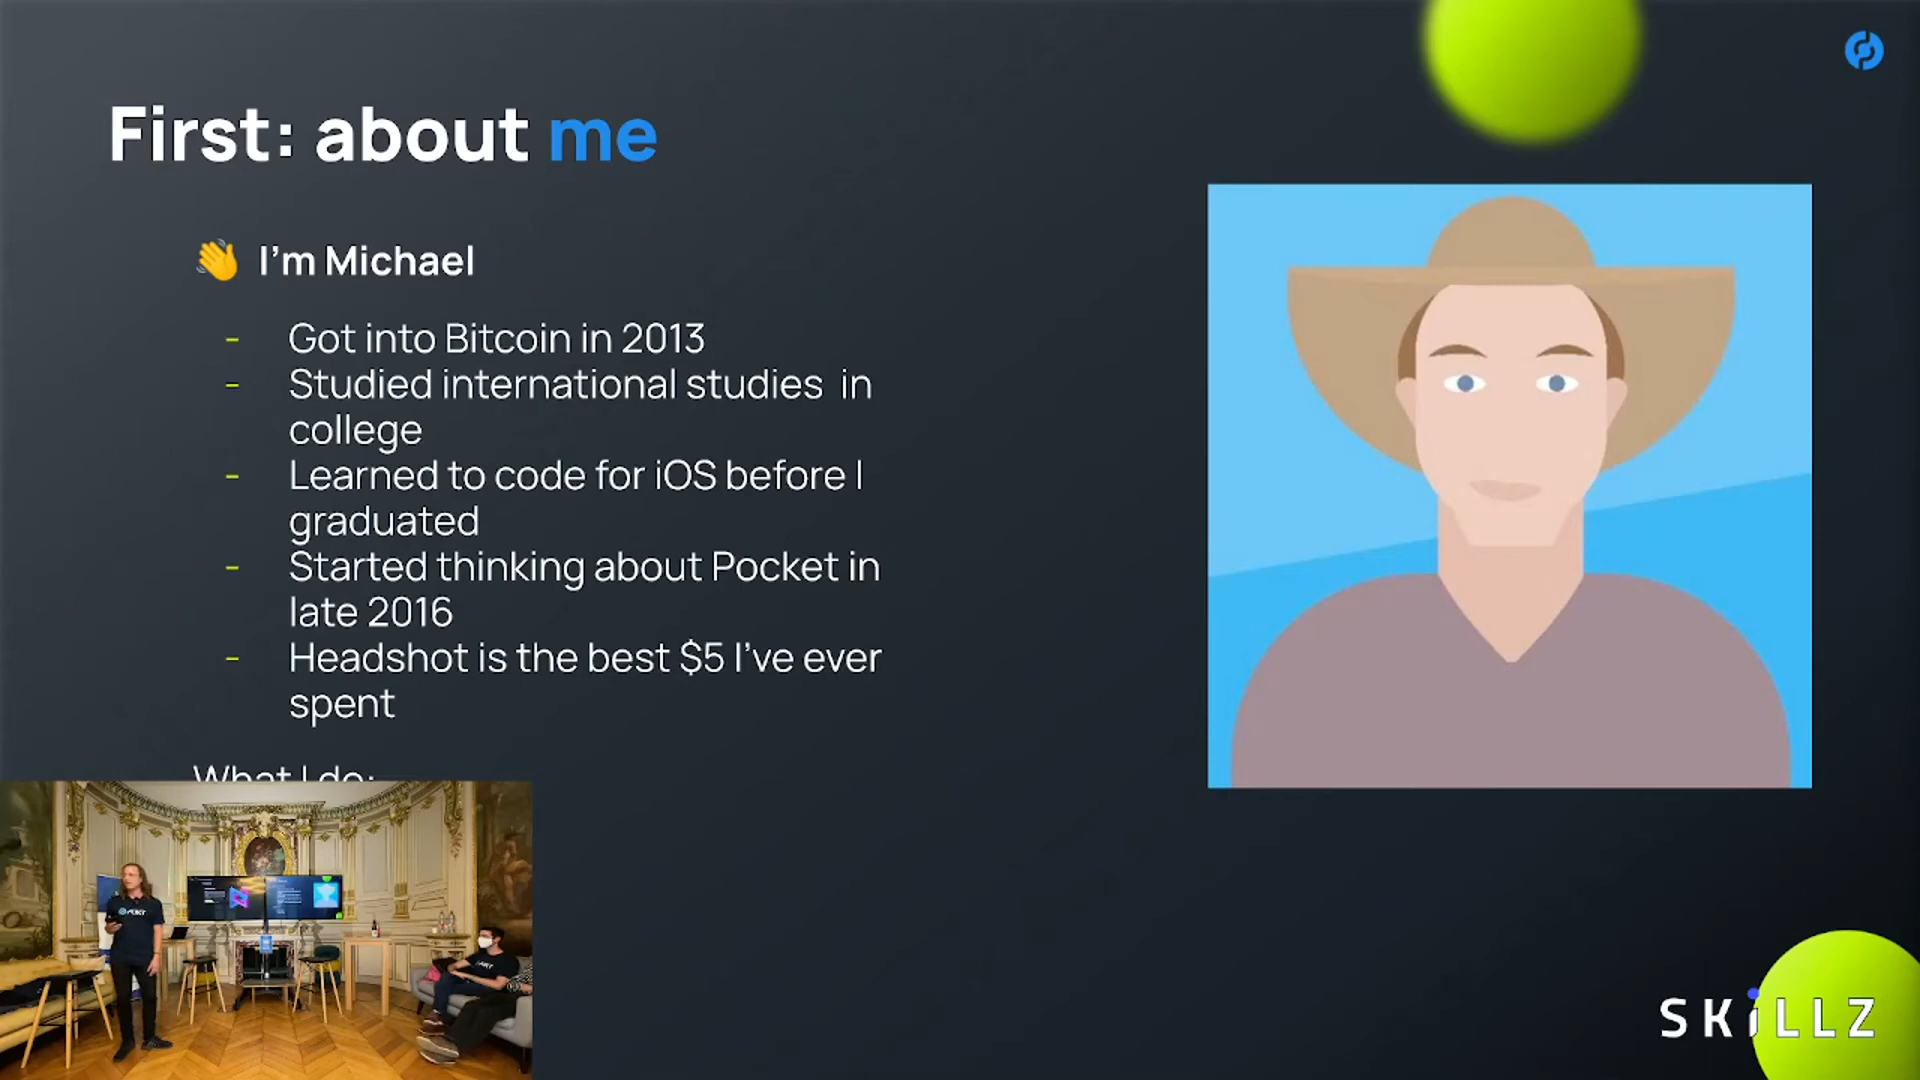 First: about me
👋 I'm Michael
- Got into Bitcoin in 2013
- Studied international studies  in
college
- Learned to code for iOS before I
graduated
- Started thinking about Pocket in
late 2016
- Headshot is the best $5 I've ever
spent
What I do:
SKiLLZ